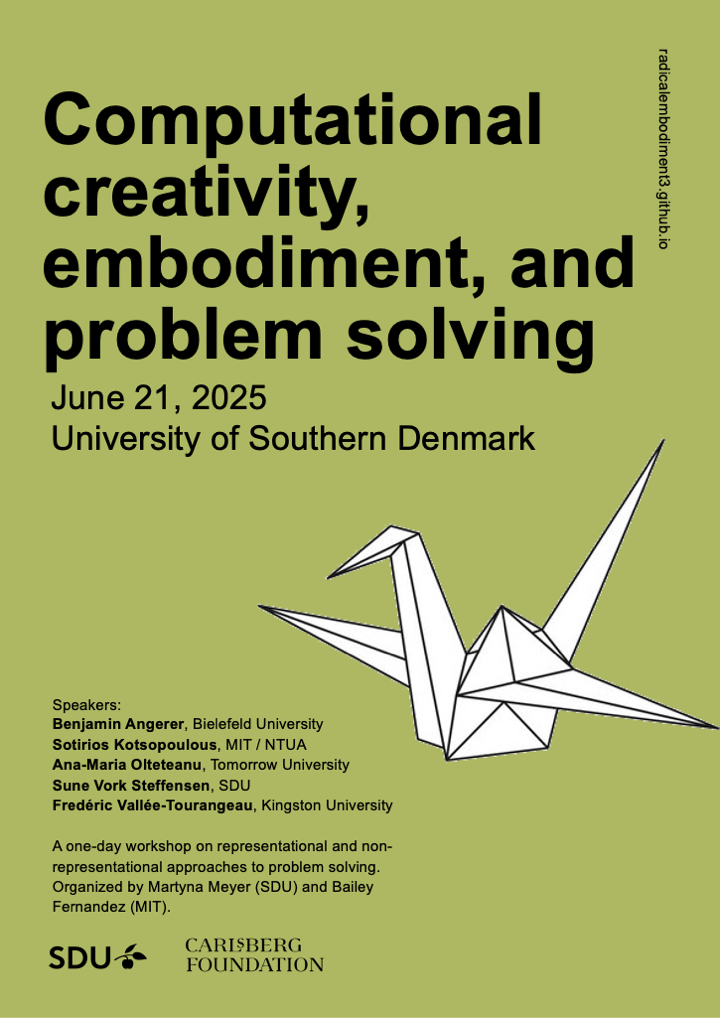 Computational
creativity,
embodiment, and
problem solving
June 21, 2025
University of Southern Denmark
radicalembodiment3.github.io
Speakers:
Benjamin Angerer, Bielefeld University
Sotirios Kotsopoulous, MIT / NTUA
Ana-Maria Olteteanu, Tomorrow University
Sune Vork Steffensen, SDU
Fredéric Vallée-Tourangeau, Kingston University
A one-day workshop on representational and non-
representational approaches to problem solving.
Organized by Martyna Meyer (SDU) and Bailey
Fernandez (MIT).
SDU
CARLSBERG
FOUNDATION